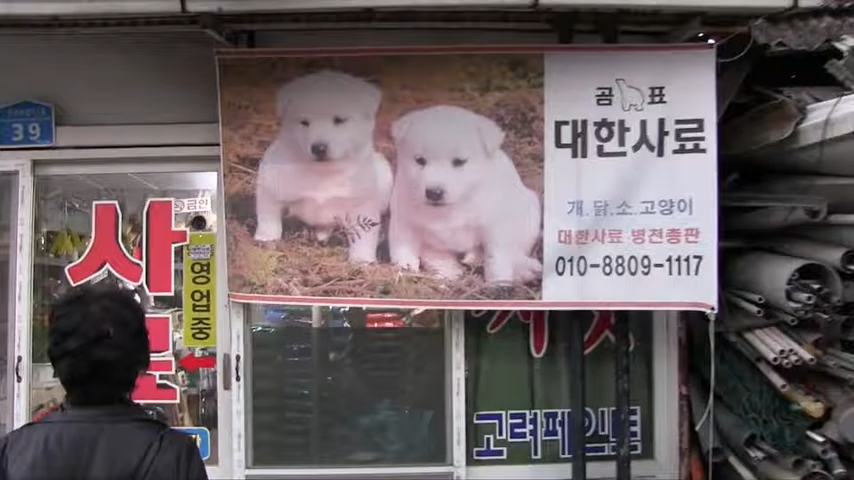 39
곰 표
대한사료
개.닭.소.고양이
대한사료 병천총판
010-8809-1117
금연
사
료
영업중
고려페인트